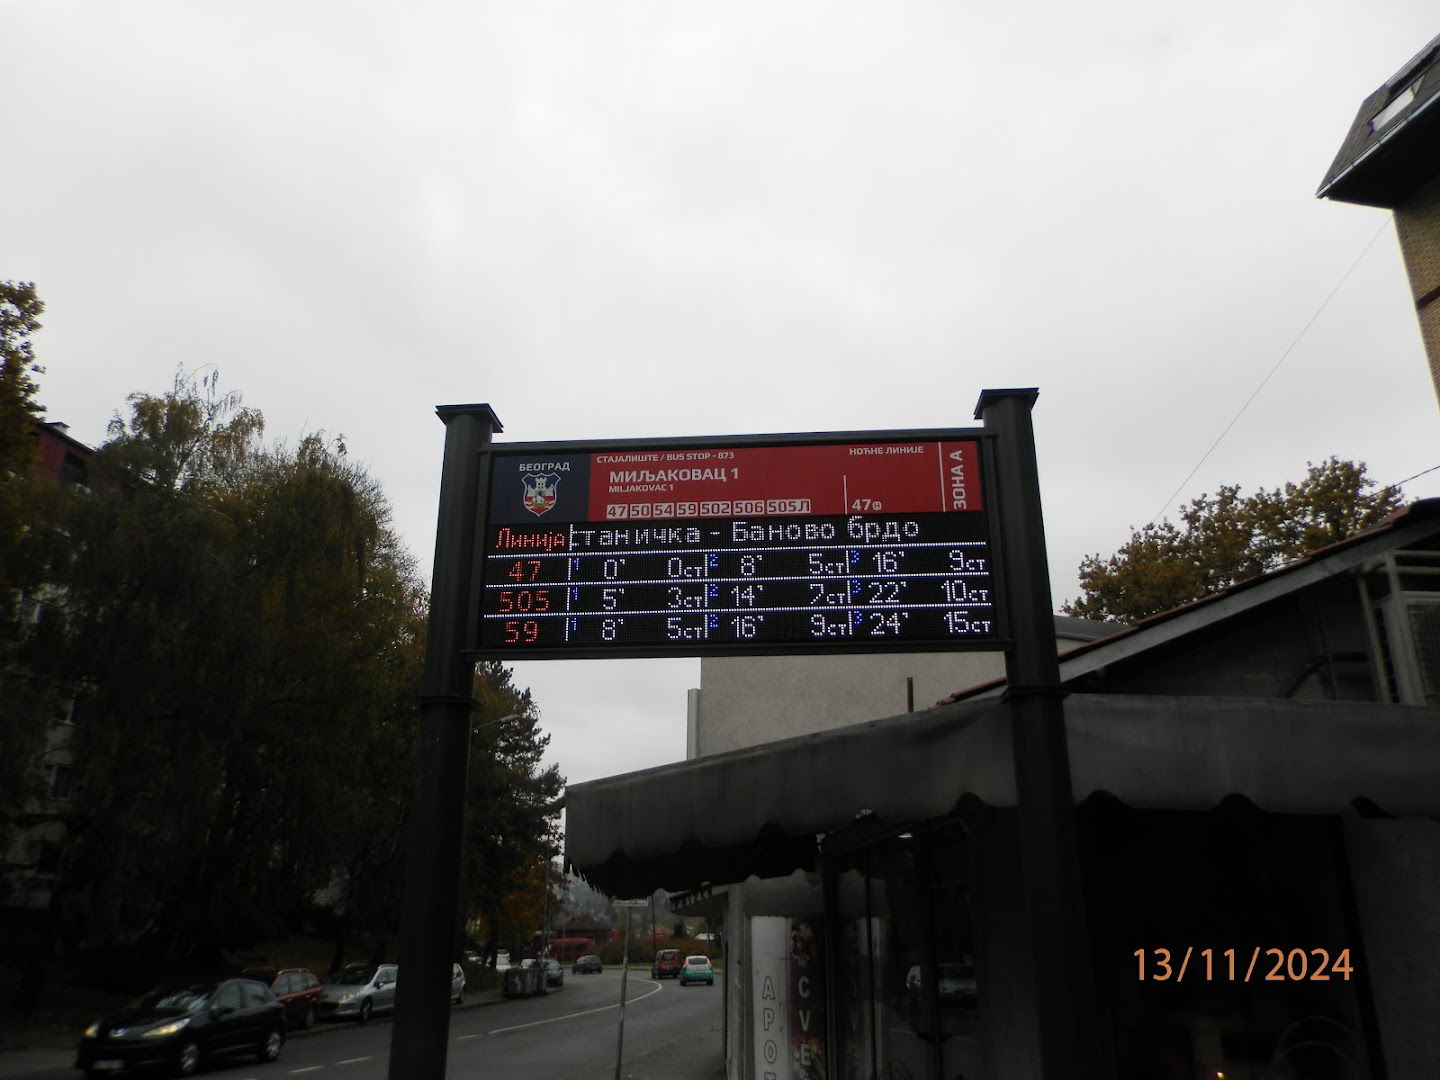 БЕОГРАД
СТАЈАЛИШТЕ / BUS STOP - 873
МИЉАКОВАЦ 1
MILJAKOVAC 1
47 50 54 59 502 506 505Л
НОЋНЕ ЛИНИЈЕ
47Н
ЗОНА А
Линија станичка - Баново брдо
47 1 0' 0ст 2 8' 5ст 3 16' 9ст
505 1 5' 3ст 2 14' 7ст 3 22' 10ст
59 1 8' 5ст 2 16' 9ст 3 24' 15ст
13/11/2024